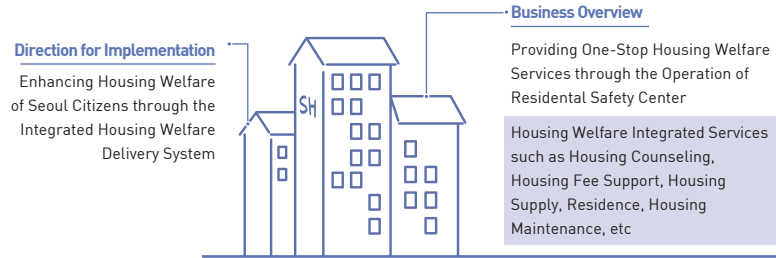 Direction for Implementation
Enhancing Housing Welfare
of Seoul Citizens through the
Integrated Housing Welfare
Delivery System
SH
Business Overview
Providing One-Stop Housing Welfare
Services through the Operation of
Residental Safety Center
Housing Welfare Integrated Services
such as Housing Counseling,
Housing Fee Support, Housing
Supply, Residence, Housing
Maintenance, etc